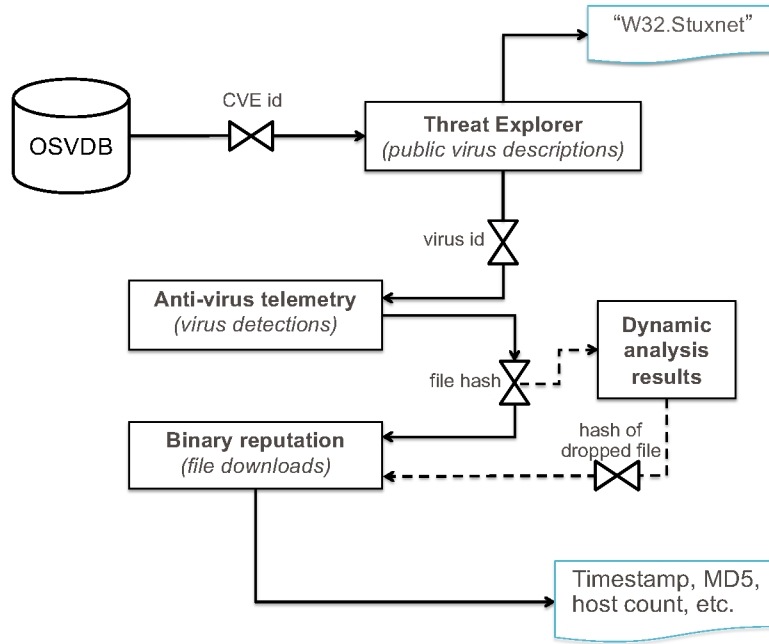 “W32.Stuxnet”
CVE id
OSVDB
Threat Explorer
(public virus descriptions)
virus id
Anti-virus telemetry
(virus detections)
Dynamic
analysis
results
file hash
hash of
dropped file
Binary reputation
(file downloads)
Timestamp, MD5,
host count, etc.